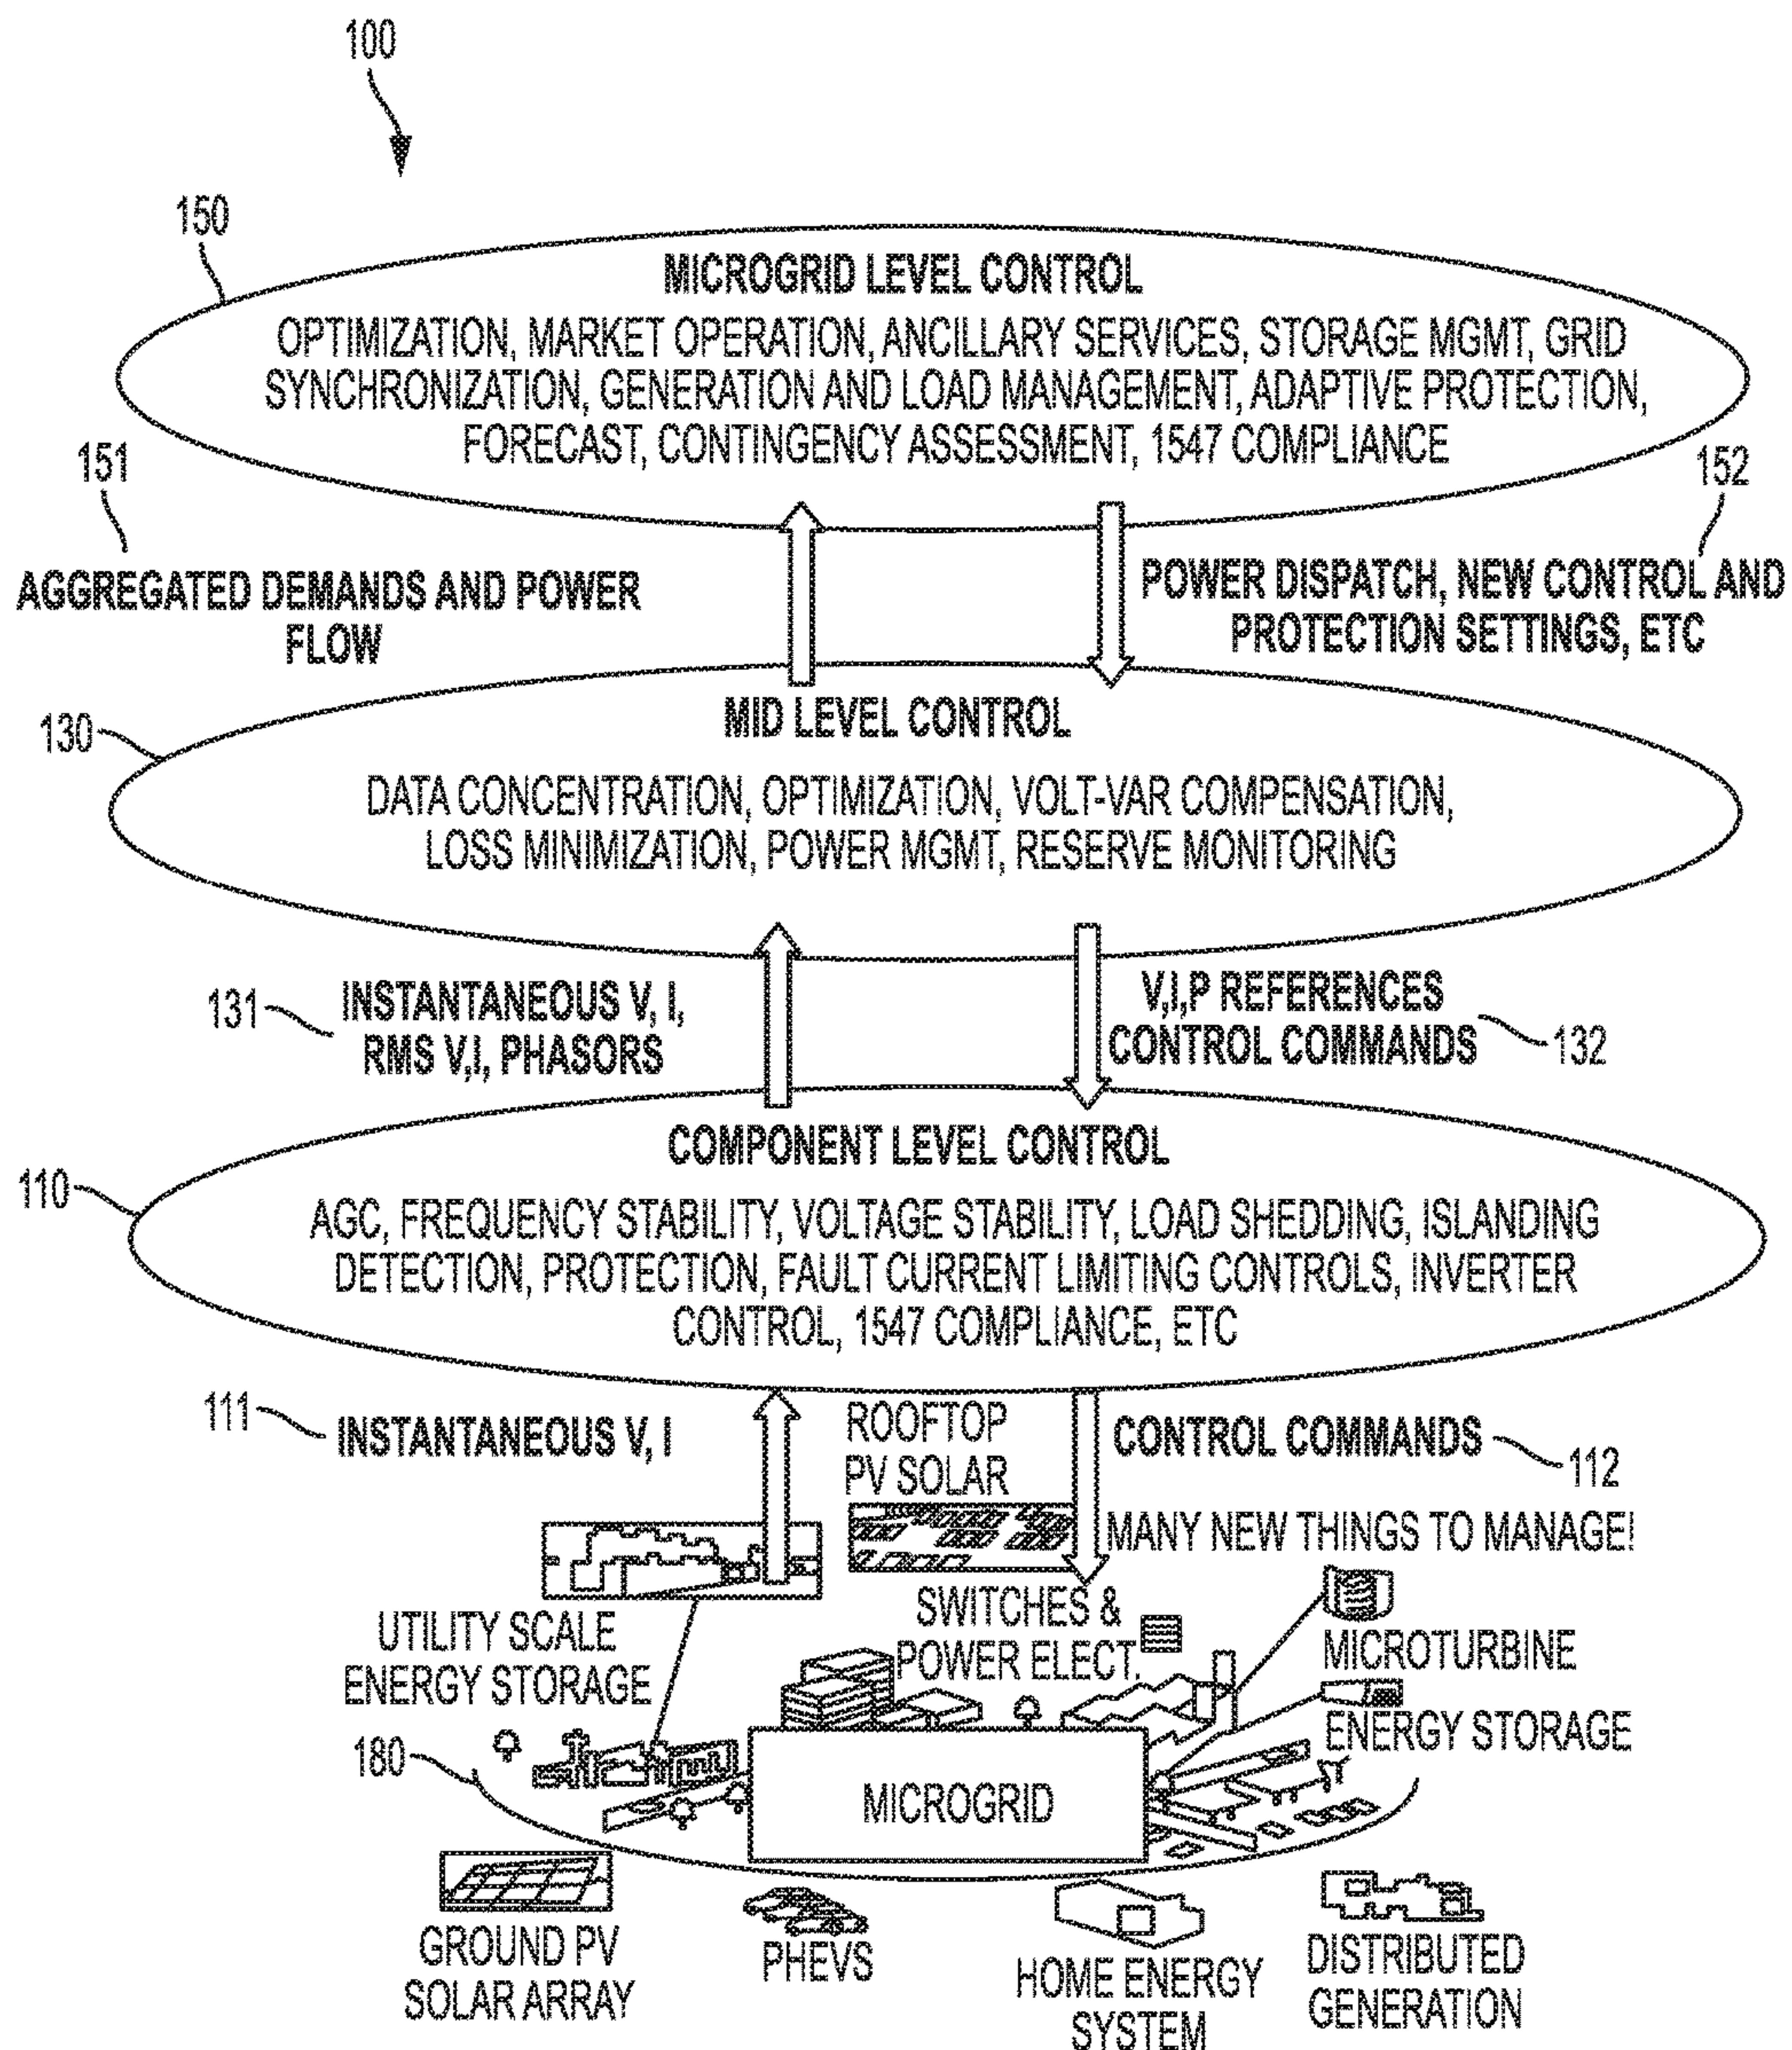 100
150
MICROGRID LEVEL CONTROL
OPTIMIZATION, MARKET OPERATION, ANCILLARY SERVICES, STORAGE MGMT, GRID
SYNCHRONIZATION, GENERATION AND LOAD MANAGEMENT, ADAPTIVE PROTECTION,
FORECAST, CONTINGENCY ASSESSMENT, 1547 COMPLIANCE
151
152
AGGREGATED DEMANDS AND POWER
FLOW
POWER DISPATCH, NEW CONTROL AND
PROTECTION SETTINGS, ETC
130
MID LEVEL CONTROL
DATA CONCENTRATION, OPTIMIZATION, VOLT-VAR COMPENSATION,
LOSS MINIMIZATION, POWER MGMT, RESERVE MONITORING
131
INSTANTANEOUS V, I,
RMS V,I, PHASORS
V,I,P REFERENCES
CONTROL COMMANDS
132
110
COMPONENT LEVEL CONTROL
AGC, FREQUENCY STABILITY, VOLTAGE STABILITY, LOAD SHEDDING, ISLANDING
DETECTION, PROTECTION, FAULT CURRENT LIMITING CONTROLS, INVERTER
CONTROL, 1547 COMPLIANCE, ETC
111
INSTANTANEOUS V, I
ROOFTOP
PV SOLAR
CONTROL COMMANDS
112
MANY NEW THINGS TO MANAGE!
UTILITY SCALE
ENERGY STORAGE
SWITCHES &
POWER ELECT.
MICROTURBINE
ENERGY STORAGE
180
MICROGRID
GROUND PV
SOLAR ARRAY
PHEVS
HOME ENERGY
SYSTEM
DISTRIBUTED
GENERATION